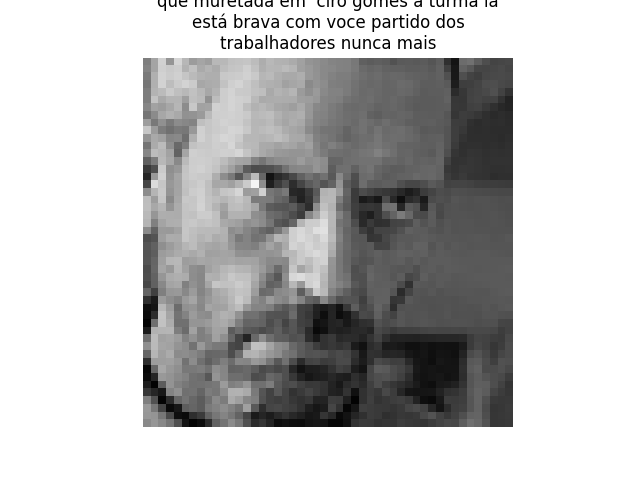 que muretada em ciro gomes a turma la
está brava com voce partido dos
trabalhadores nunca mais